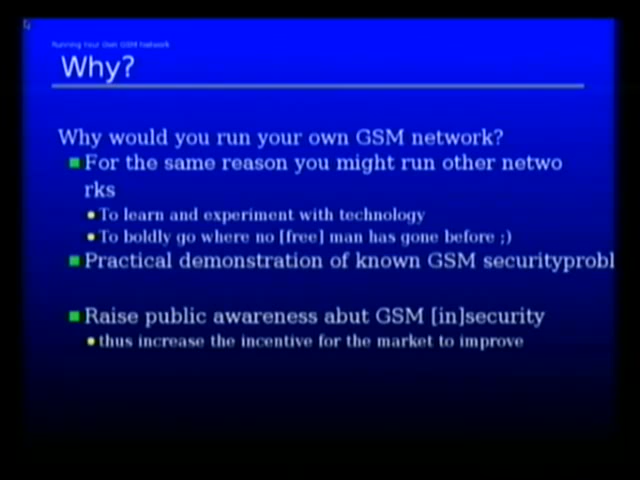 Running Your Own GSM Network
Why?
Why would you run your own GSM network?
For the same reason you might run other netwo
rks
To learn and experiment with technology
To boldly go where no [free] man has gone before ;)
Practical demonstration of known GSM securityprobl
Raise public awareness abut GSM [in]security
thus increase the incentive for the market to improve